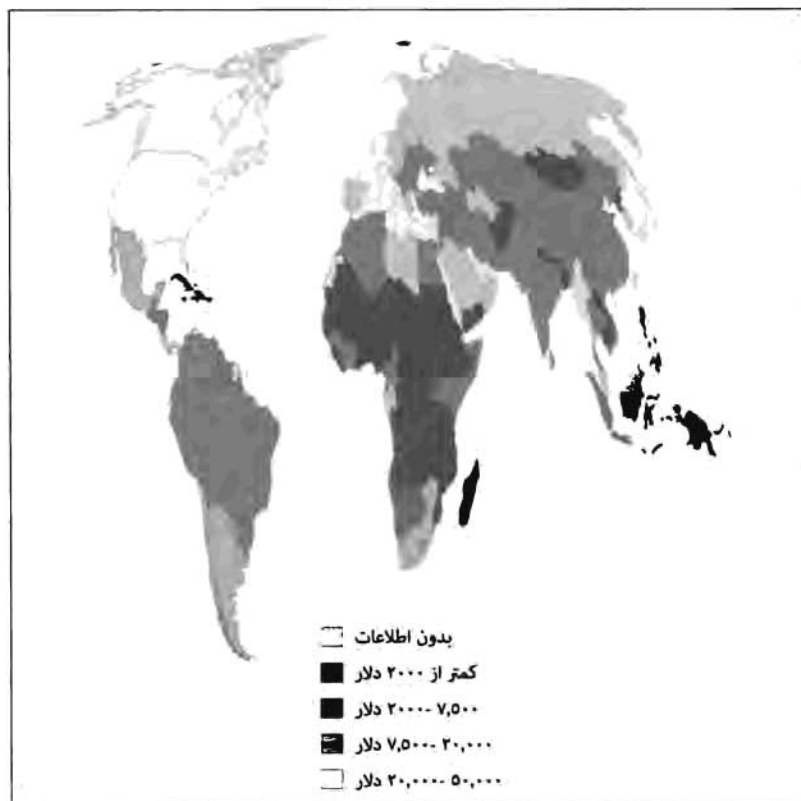 بدون اطلاعات
کمتر از ۲۰۰۰ دلار
۲۰۰۰- ۷,۵۰۰ دلار
۷,۵۰۰- ۲۰,۰۰۰ دلار
۲۰,۰۰۰- ۵۰,۰۰۰ دلار